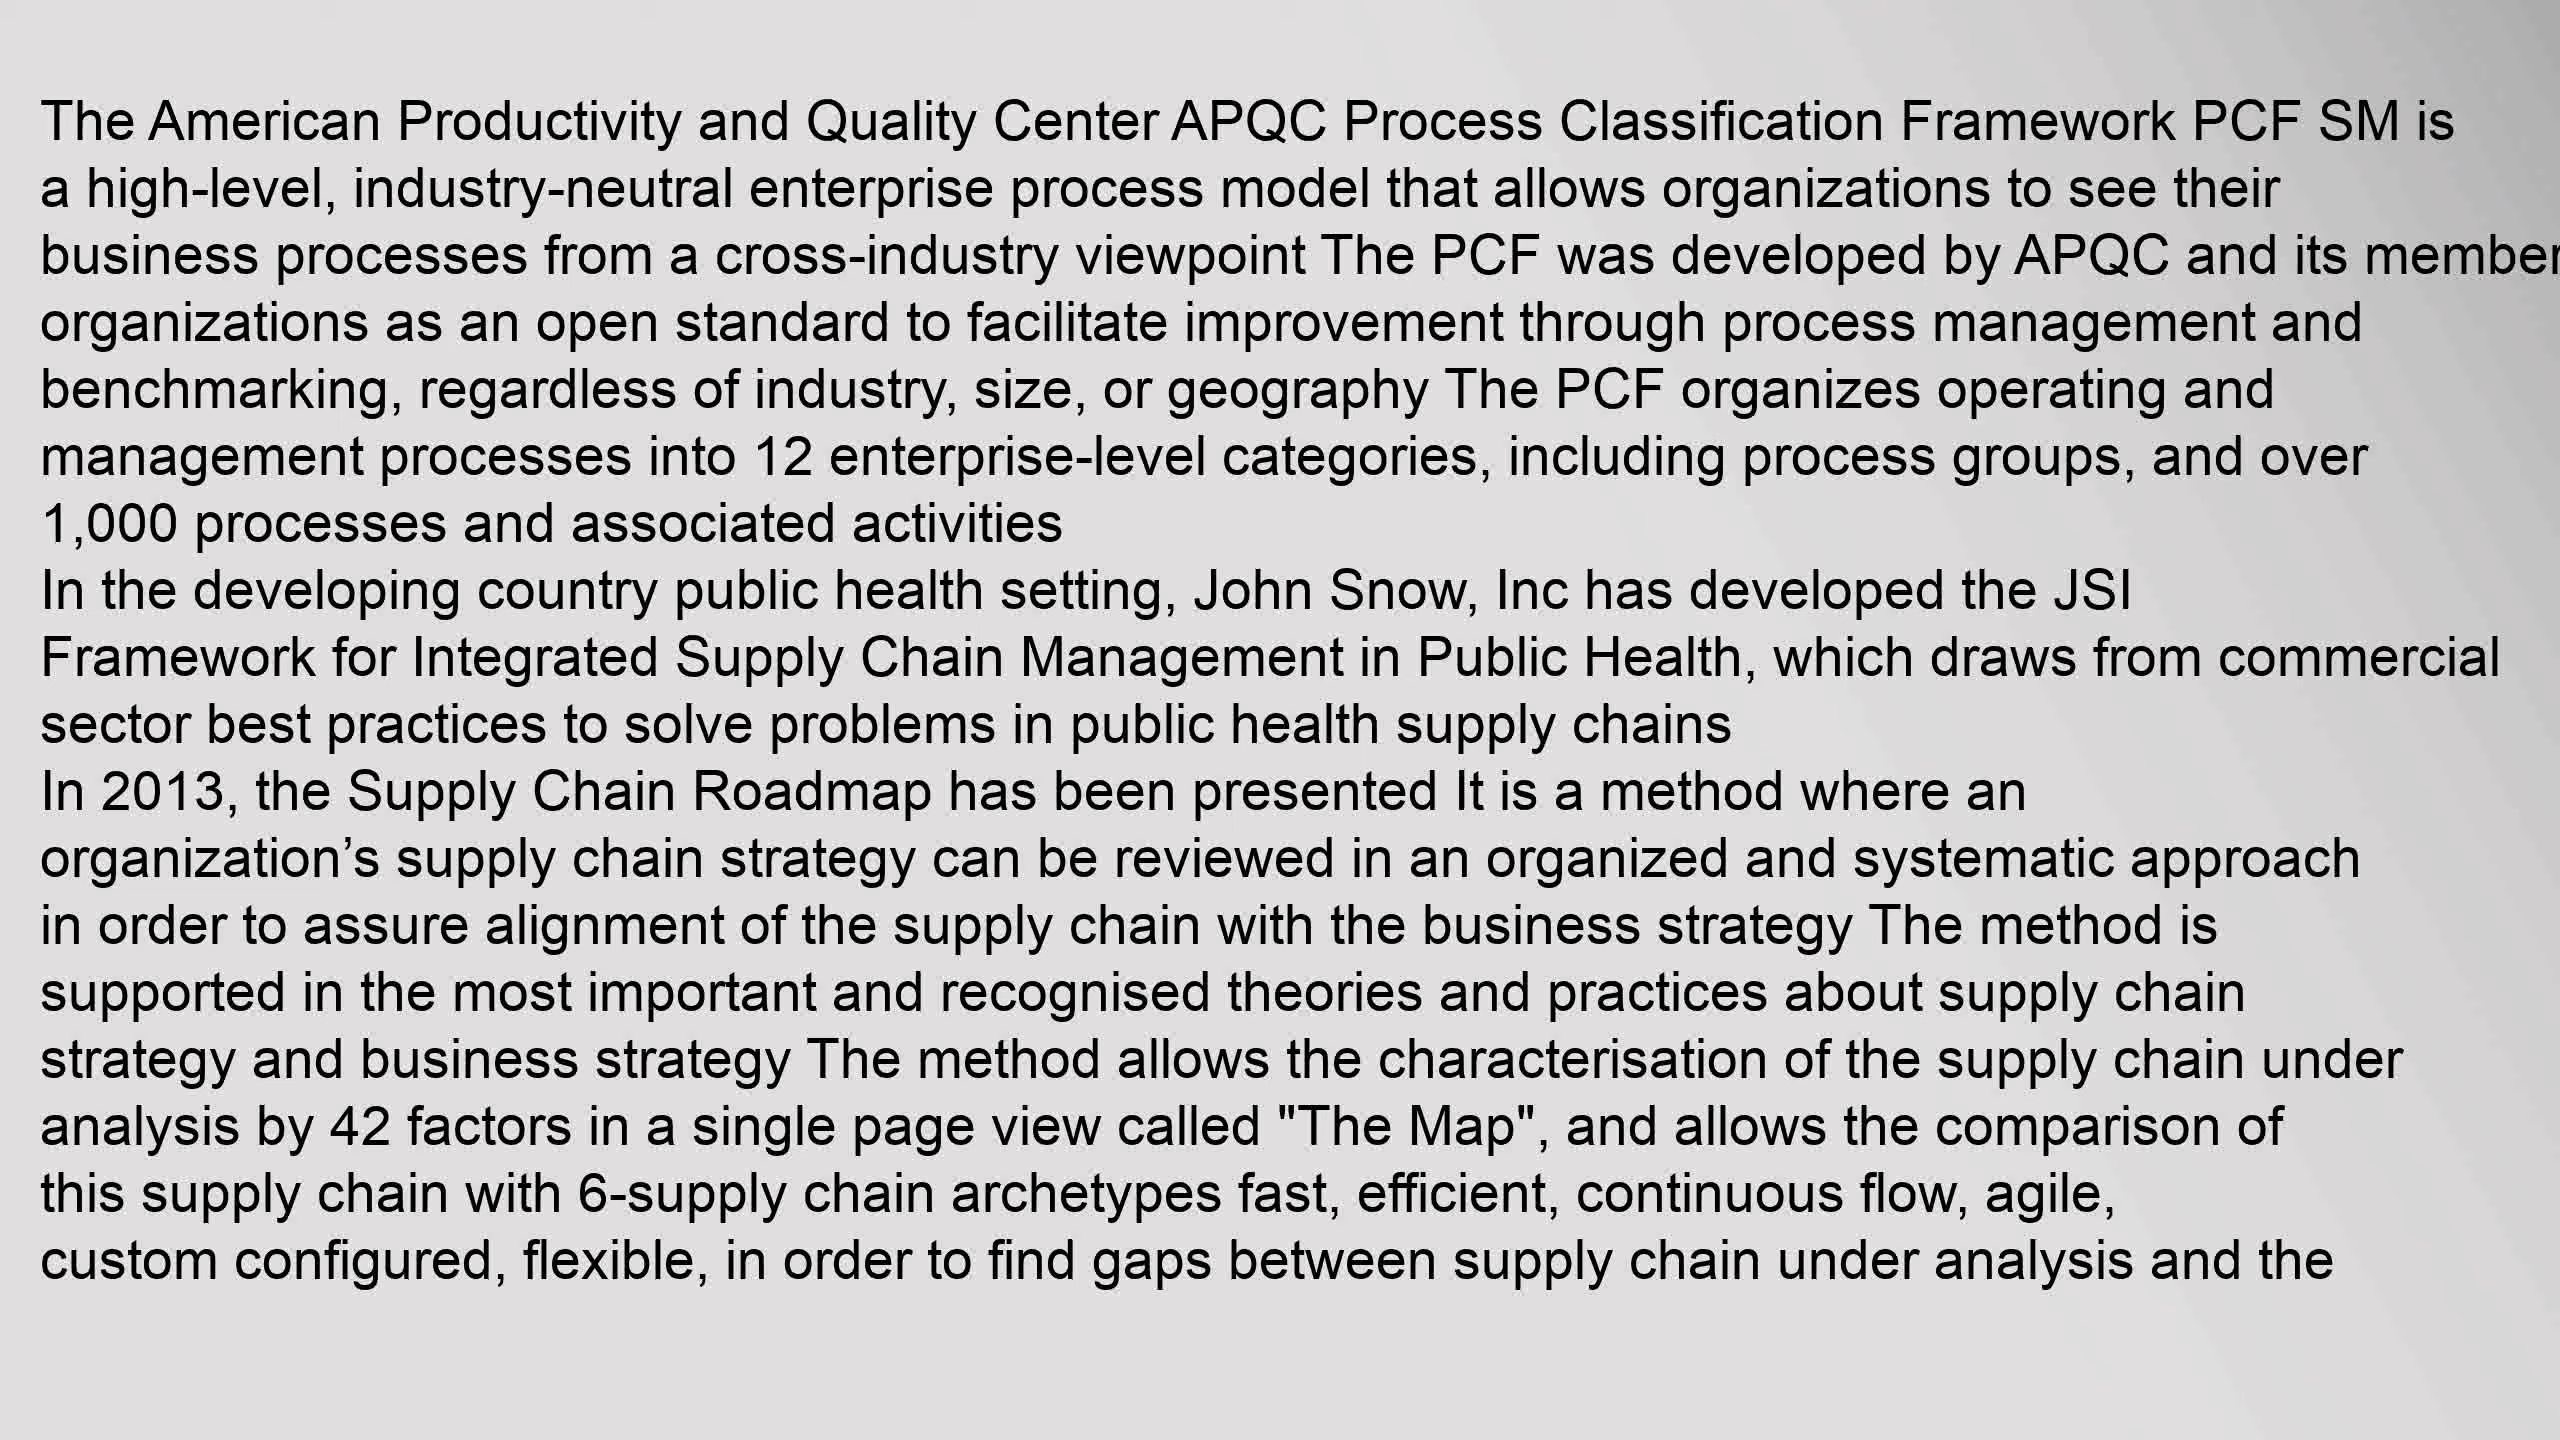 The American Productivity and Quality Center APQC Process Classification Framework PCF SM is
a high-level, industry-neutral enterprise process model that allows organizations to see their
business processes from a cross-industry viewpoint The PCF was developed by APQC and its member
organizations as an open standard to facilitate improvement through process management and
benchmarking, regardless of industry, size, or geography The PCF organizes operating and
management processes into 12 enterprise-level categories, including process groups, and over
1,000 processes and associated activities
In the developing country public health setting, John Snow, Inc has developed the JSI
Framework for Integrated Supply Chain Management in Public Health, which draws from commercial
sector best practices to solve problems in public health supply chains
In 2013, the Supply Chain Roadmap has been presented It is a method where an
organization’s supply chain strategy can be reviewed in an organized and systematic approach
in order to assure alignment of the supply chain with the business strategy The method is
supported in the most important and recognised theories and practices about supply chain
strategy and business strategy The method allows the characterisation of the supply chain under
analysis by 42 factors in a single page view called "The Map", and allows the comparison of
this supply chain with 6-supply chain archetypes fast, efficient, continuous flow, agile,
custom configured, flexible, in order to find gaps between supply chain under analysis and the